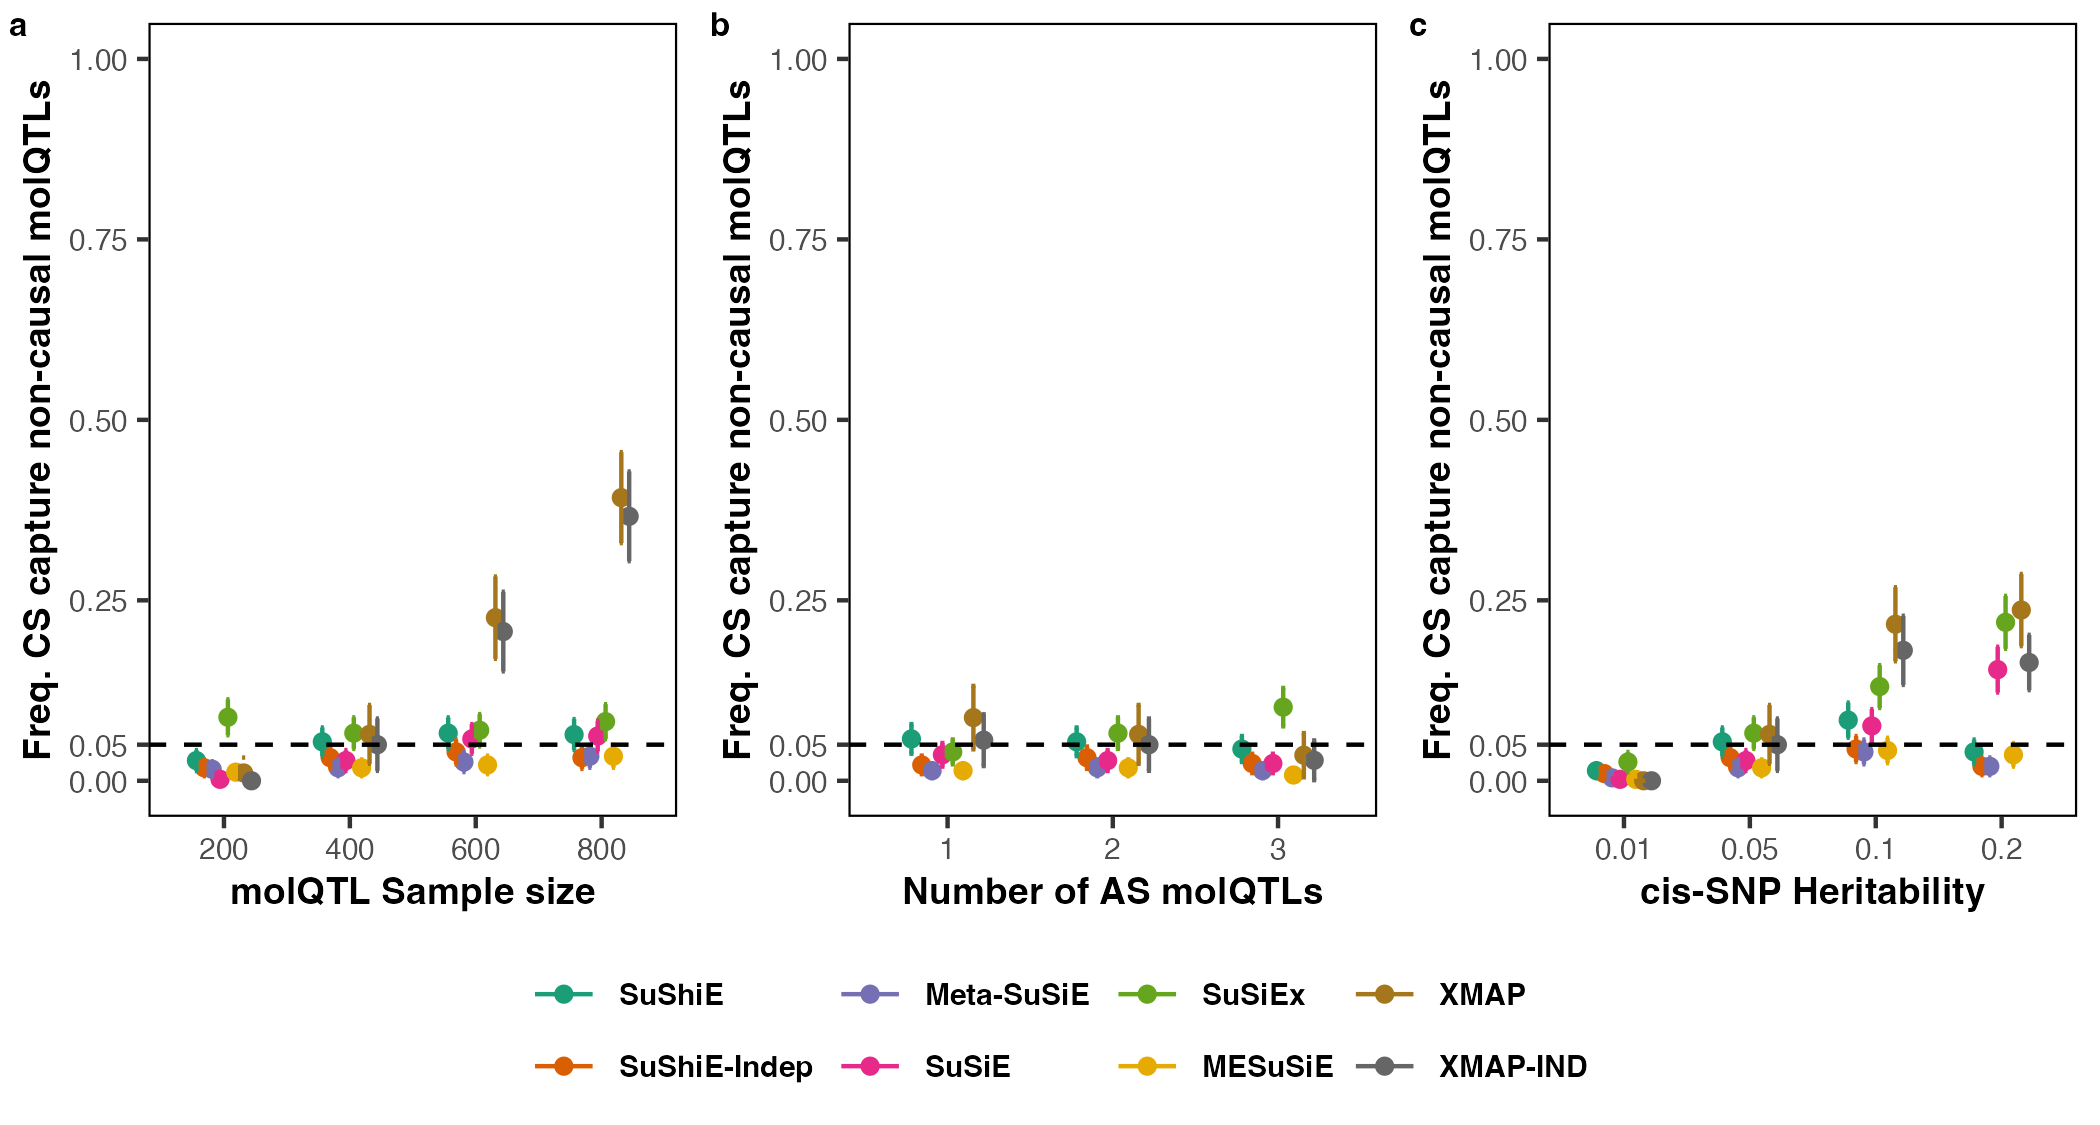 a
Freq. CS capture non-causal molQTLs
1.00
0.75
0.50
0.25
0.05
0.00
200 400 600 800
molQTL Sample size
b
Freq. CS capture non-causal molQTLs
1.00
0.75
0.50
0.25
0.05
0.00
1 2 3
Number of AS molQTLs
c
Freq. CS capture non-causal molQTLs
1.00
0.75
0.50
0.25
0.05
0.00
0.01 0.05 0.1 0.2
cis-SNP Heritability
SuShiE Meta-SuSiE SuSiEx XMAP
SuShiE-Indep SuSiE MESuSiE XMAP-IND